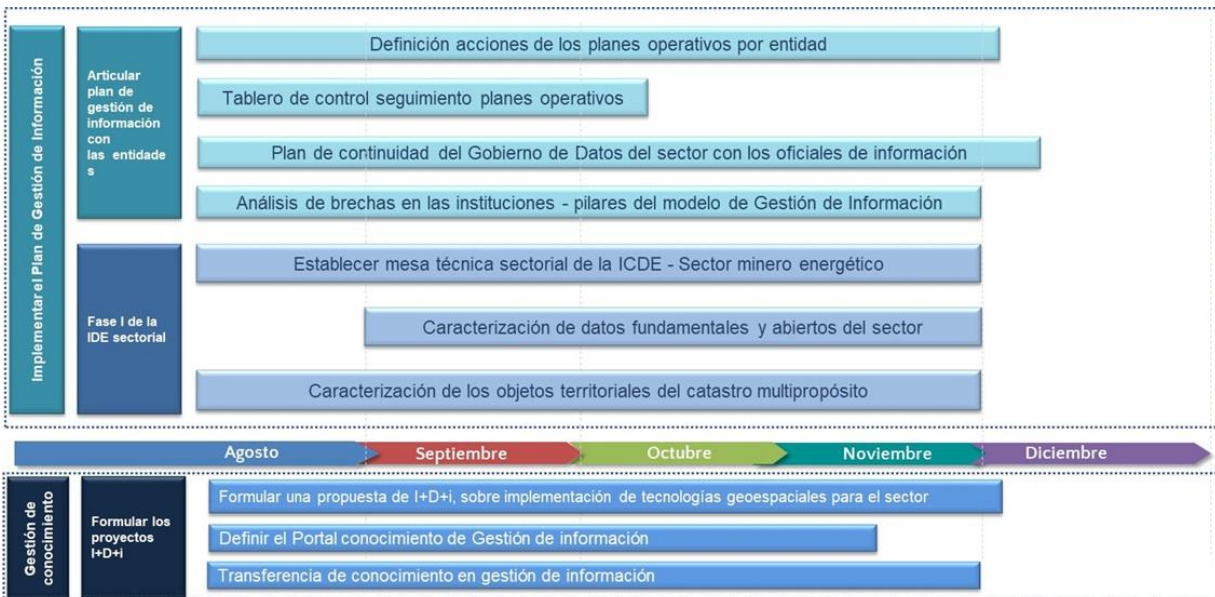 Implementar el Plan de Gestión de Información
Articular
plan de
gestión de
información
con
las entidade
s
Definición acciones de los planes operativos por entidad
Tablero de control seguimiento planes operativos
Plan de continuidad del Gobierno de Datos del sector con los oficiales de información
Análisis de brechas en las instituciones - pilares del modelo de Gestión de Información
Fase I de la
IDE sectorial
Establecer mesa técnica sectorial de la ICDE - Sector minero energético
Caracterización de datos fundamentales y abiertos del sector
Caracterización de los objetos territoriales del catastro multipropósito
Agosto
Septiembre
Octubre
Noviembre
Diciembre
Gestión de
conocimiento
Formular los
proyectos
I+D+i
Formular una propuesta de I+D+i, sobre implementación de tecnologías geoespaciales para el sector
Definir el Portal conocimiento de Gestión de información
Transferencia de conocimiento en gestión de información